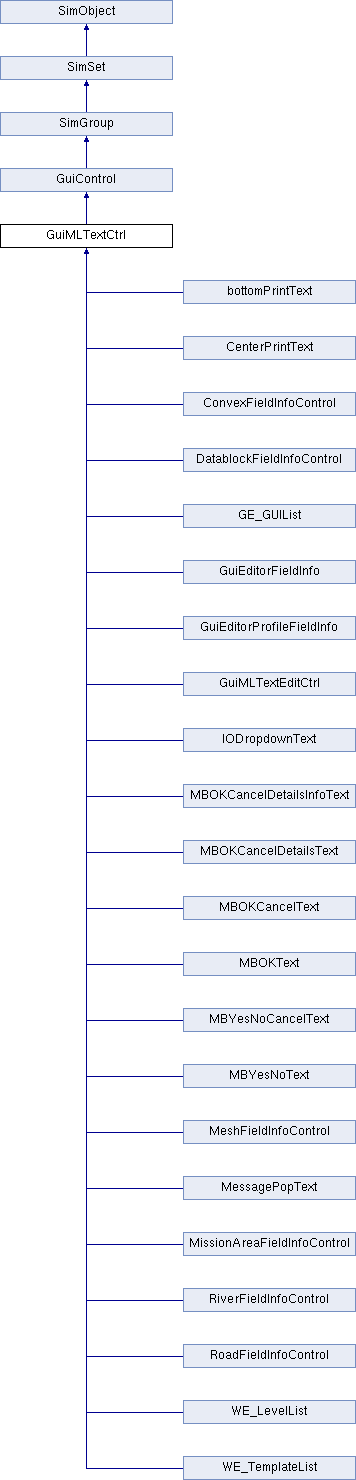 SimObject
SimSet
SimGroup
GuiControl
GuiMLTextCtrl
bottomPrintText
CenterPrintText
ConvexFieldInfoControl
DatablockFieldInfoControl
GE_GUIList
GuiEditorFieldInfo
GuiEditorProfileFieldInfo
GuiMLTextEditCtrl
IODropdownText
MBOKCancelDetailsInfoText
MBOKCancelDetailsText
MBOKCancelText
MBOKText
MBYesNoCancelText
MBYesNoText
MeshFieldInfoControl
MessagePopText
MissionAreaFieldInfoControl
RiverFieldInfoControl
RoadFieldInfoControl
WE_LevelList
WE_TemplateList